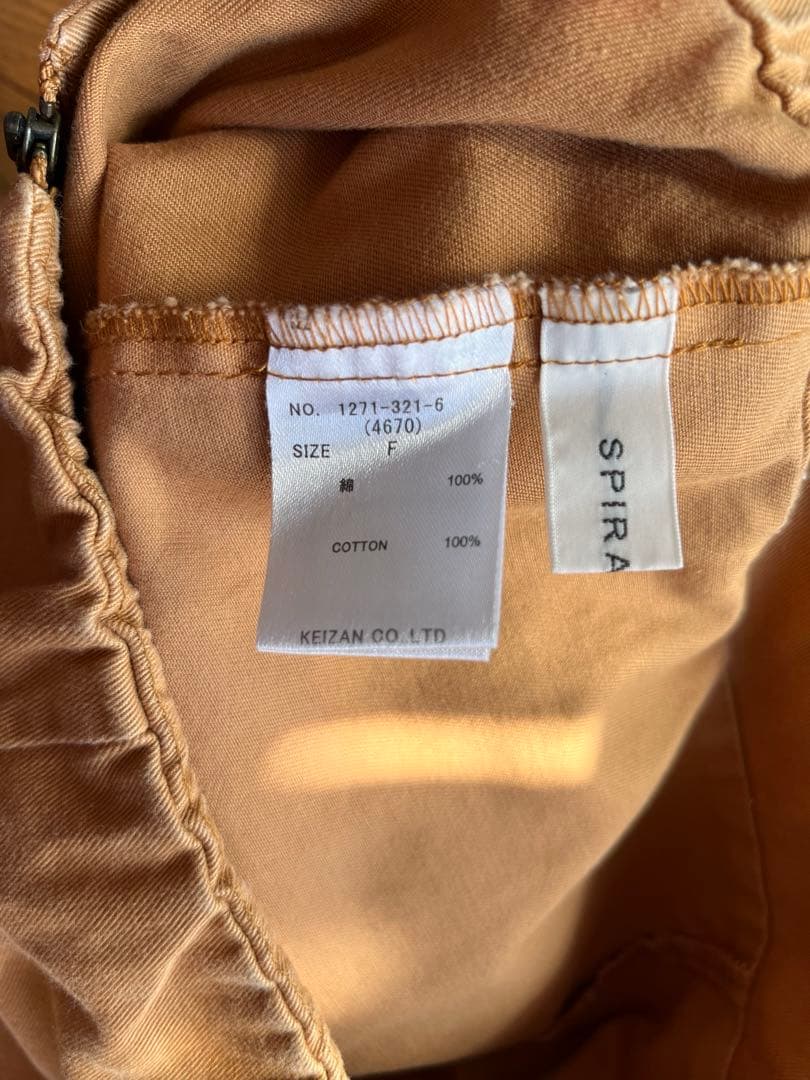 NO. 1271-321-6
(4670)
SIZE F
綿 100%
COTTON 100%
KEIZAN CO. LTD
SPIRA